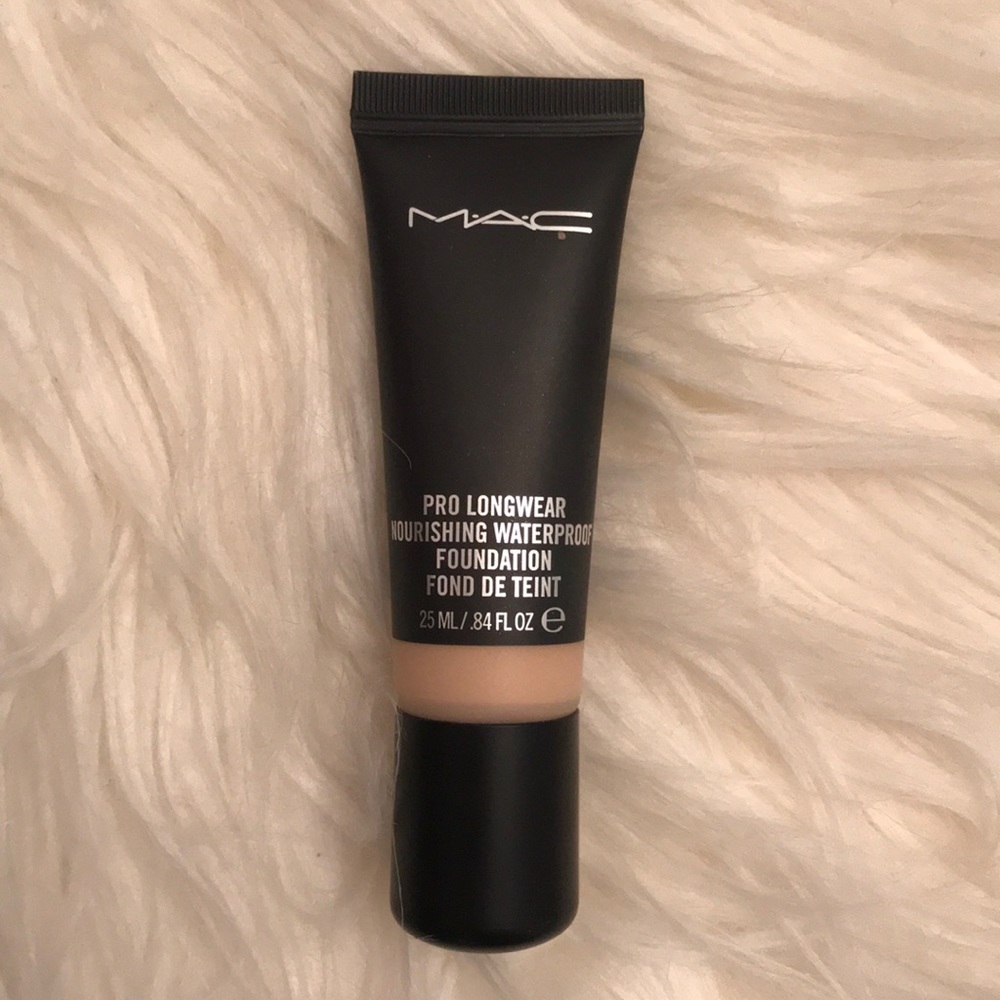 M·A·C
PRO LONGWEAR
NOURISHING WATERPROOF
FOUNDATION
FOND DE TEINT
25 ML / .84 FL OZ ℮